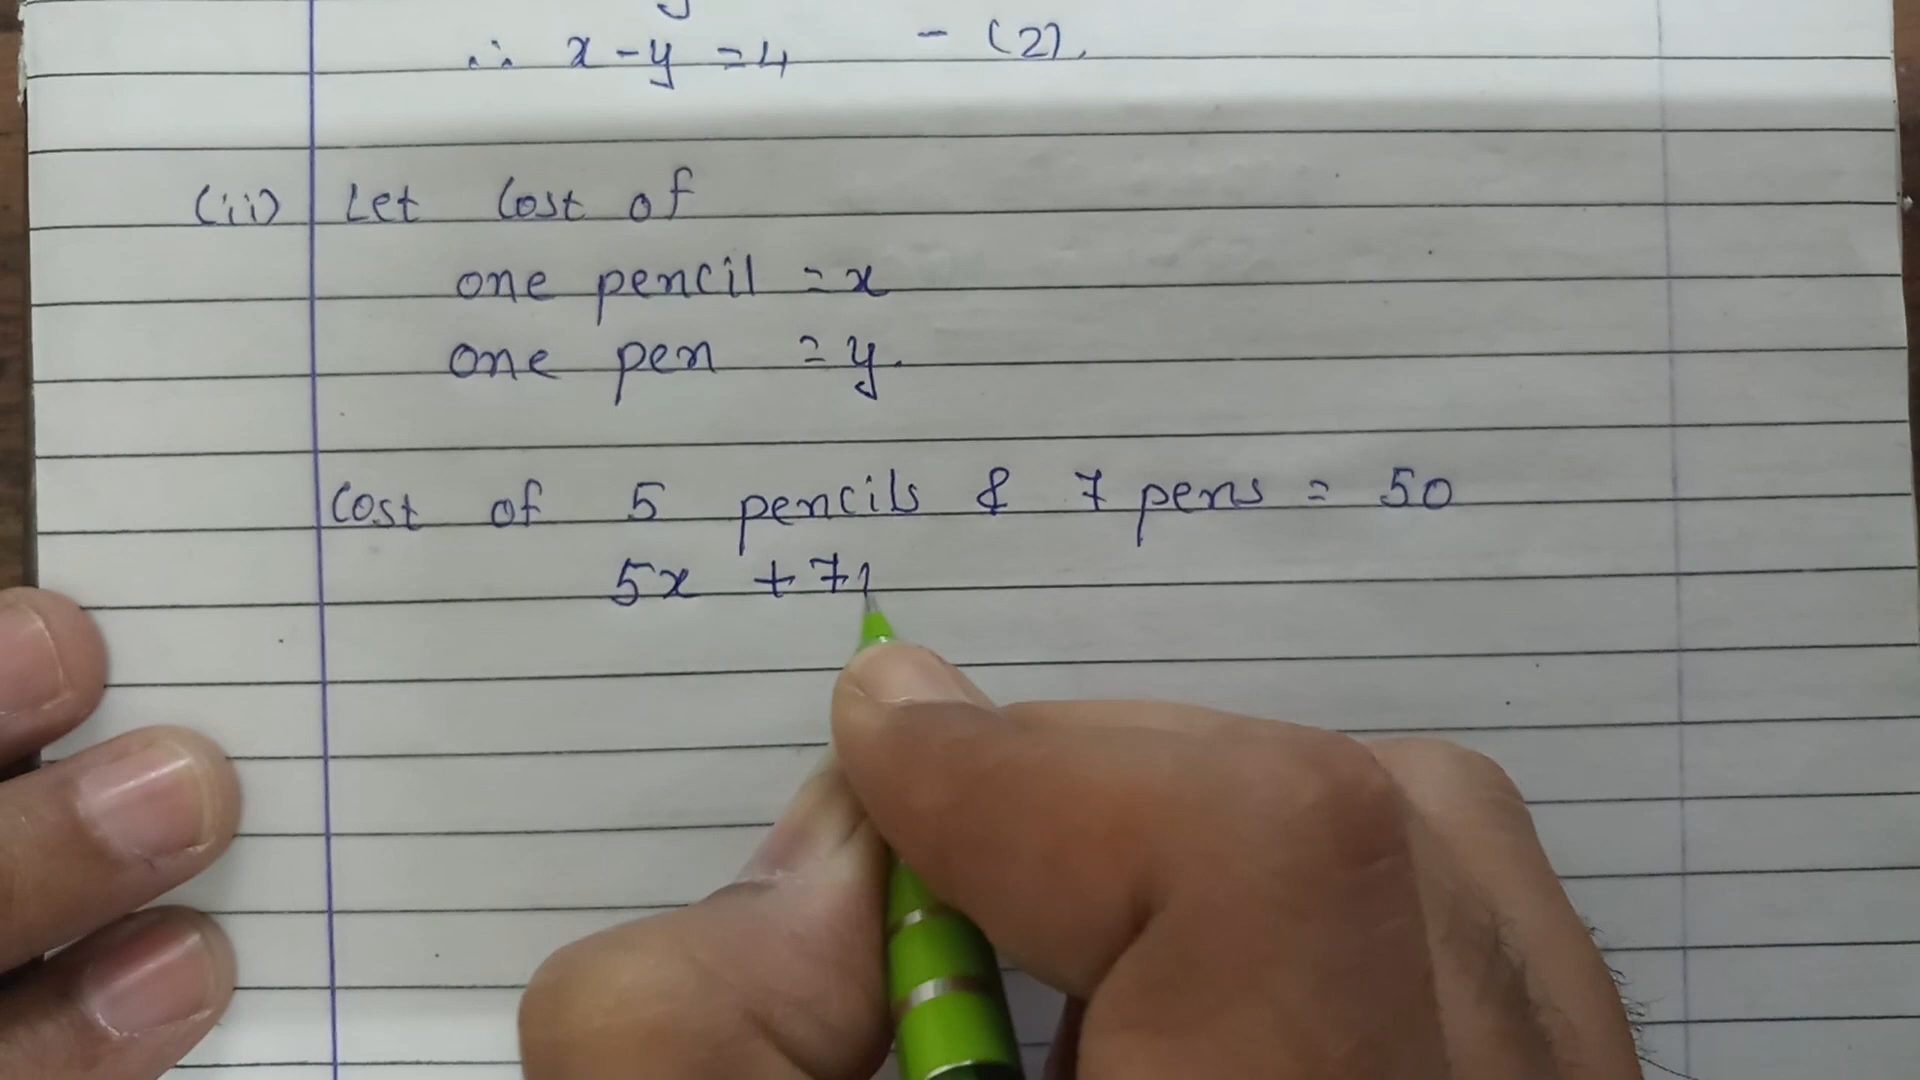 ∴ x - y = 4 - (2).
(ii) Let Cost of
one pencil = x
one pen = y.
Cost of 5 pencils & 7 pens = 50
5x + 7